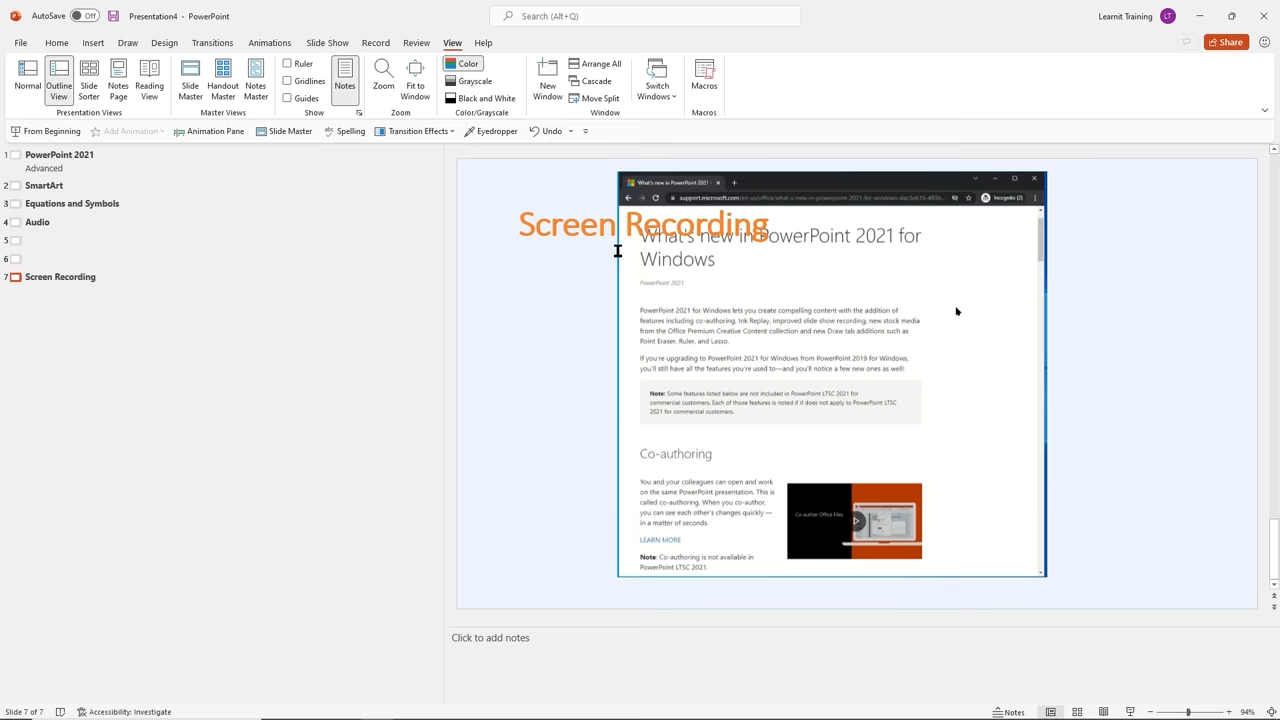 AutoSave Off Presentation4 - PowerPoint Search (Alt+Q) Learnit Training LT
File Home Insert Draw Design Transitions Animations Slide Show Record Review View Help Share
Normal Outline View Slide Sorter Notes Page Reading View
Presentation Views
Slide Master Handout Master Notes Master
Master Views
Ruler
Gridlines
Guides
Notes
Show
Zoom Fit to Window
Zoom
Color
Grayscale
Black and White
Color/Grayscale
New Window
Arrange All
Cascade
Move Split
Switch Windows
Window
Macros
Macros
From Beginning Add Animation Animation Pane Slide Master Spelling Transition Effects Eyedropper Undo
1 PowerPoint 2021
Advanced
2 SmartArt
3 Equations and Symbols
4 Audio
5
6
7 Screen Recording
What's new in PowerPoint 2021
Incognito (2)
Screen Recording
What's new in PowerPoint 2021 for
Windows
PowerPoint 2021
PowerPoint 2021 for Windows lets you create compelling content with the addition of
features including co-authoring, Ink Replay, improved slide show recording, new stock media
from the Office Premium Creative Content collection and new Draw tab additions such as
Point Eraser, Ruler, and Lasso.
If you're upgrading to PowerPoint 2021 for Windows from PowerPoint 2019 for Windows,
you'll still have all the features you're used to—and you'll notice a few new ones as well!
Note: Some features listed below are not included in PowerPoint LTSC 2021 for
commercial customers. Each of those features is noted if it does not apply to PowerPoint LTSC
2021 for commercial customers.
Co-authoring
You and your colleagues can open and work
on the same PowerPoint presentation. This is
called co-authoring. When you co-author,
you can see each other's changes quickly —
in a matter of seconds.
Co-author Office Files
LEARN MORE
Note: Co-authoring is not available in
PowerPoint LTSC 2021.
Click to add notes
Slide 7 of 7 Accessibility: Investigate Notes 94%